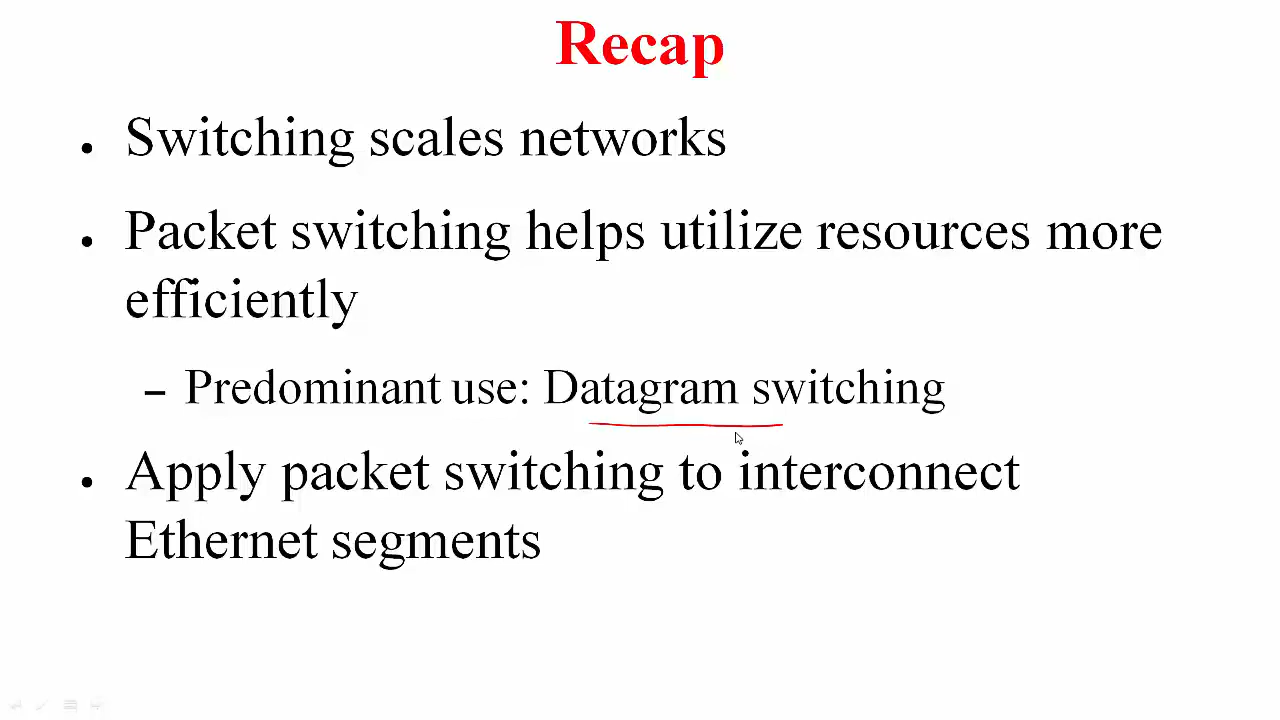 Recap
• Switching scales networks
• Packet switching helps utilize resources more
efficiently
– Predominant use: Datagram switching
• Apply packet switching to interconnect
Ethernet segments